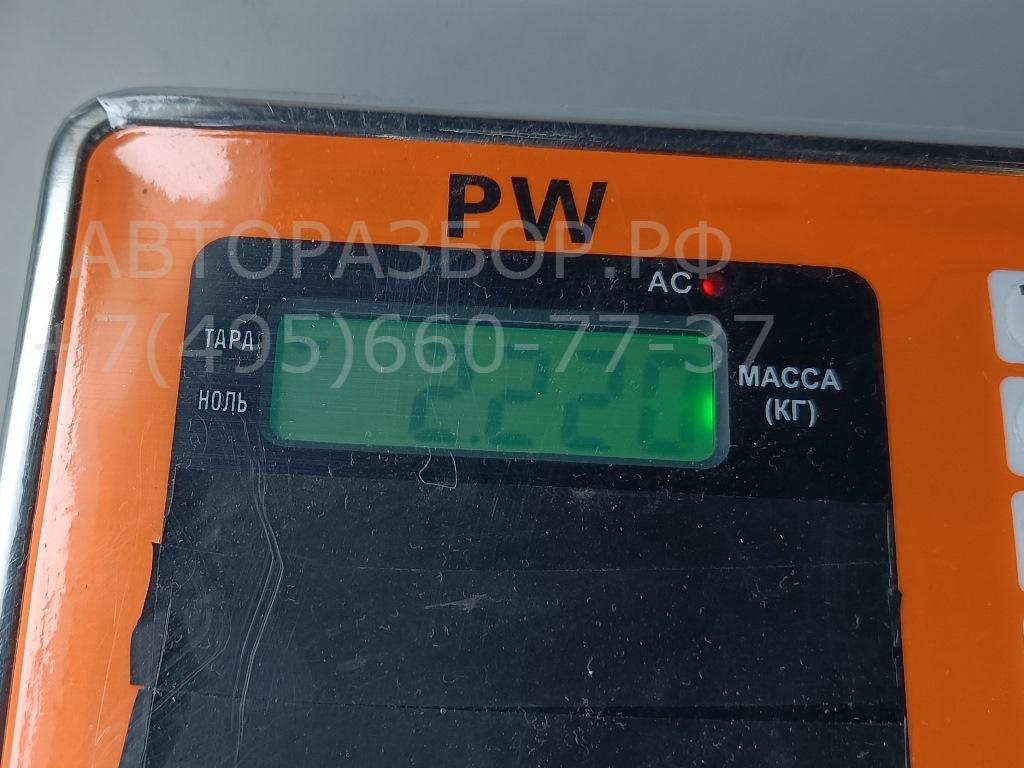 PW
АВТОРАЗБОР.РФ
AC
ТАРА
+7(495)660-77-37
2.220
МАССА
(КГ)
НОЛЬ